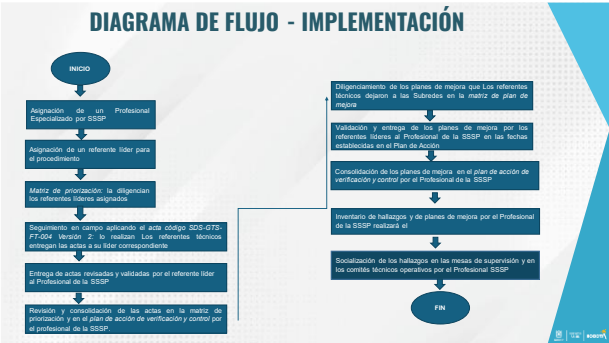 DIAGRAMA DE FLUJO - IMPLEMENTACIÓN
INICIO
Asignación de un Profesional
Especializado por SSSP
Asignación de un referente líder para
el procedimiento
Matriz de priorización: la diligencian
los referentes líderes asignados
Seguimiento en campo aplicando el acta código SDS-GTS-
FT-004 Versión 2: lo realizan Los referentes técnicos
entregan las actas a su líder correspondiente
Entrega de actas revisadas y validadas por el referente líder
al Profesional de la SSSP
Revisión y consolidación de las actas en la matriz de
priorización y en el plan de acción de verificación y control por
el profesional de la SSSP.
Diligenciamiento de los planes de mejora que Los referentes
técnicos dejaron a las Subredes en la matriz de plan de
mejora
Validación y entrega de los planes de mejora por los
referentes líderes al Profesional de la SSSP en las fechas
establecidas en el Plan de Acción
Consolidación de los planes de mejora en el plan de acción de
verificación y control por el Profesional de la SSSP
Inventario de hallazgos y de planes de mejora por el Profesional
de la SSSP realizará el
Socialización de los hallazgos en las mesas de supervisión y en
los comités técnicos operativos por el Profesional SSSP
FIN
BOGOTÁ